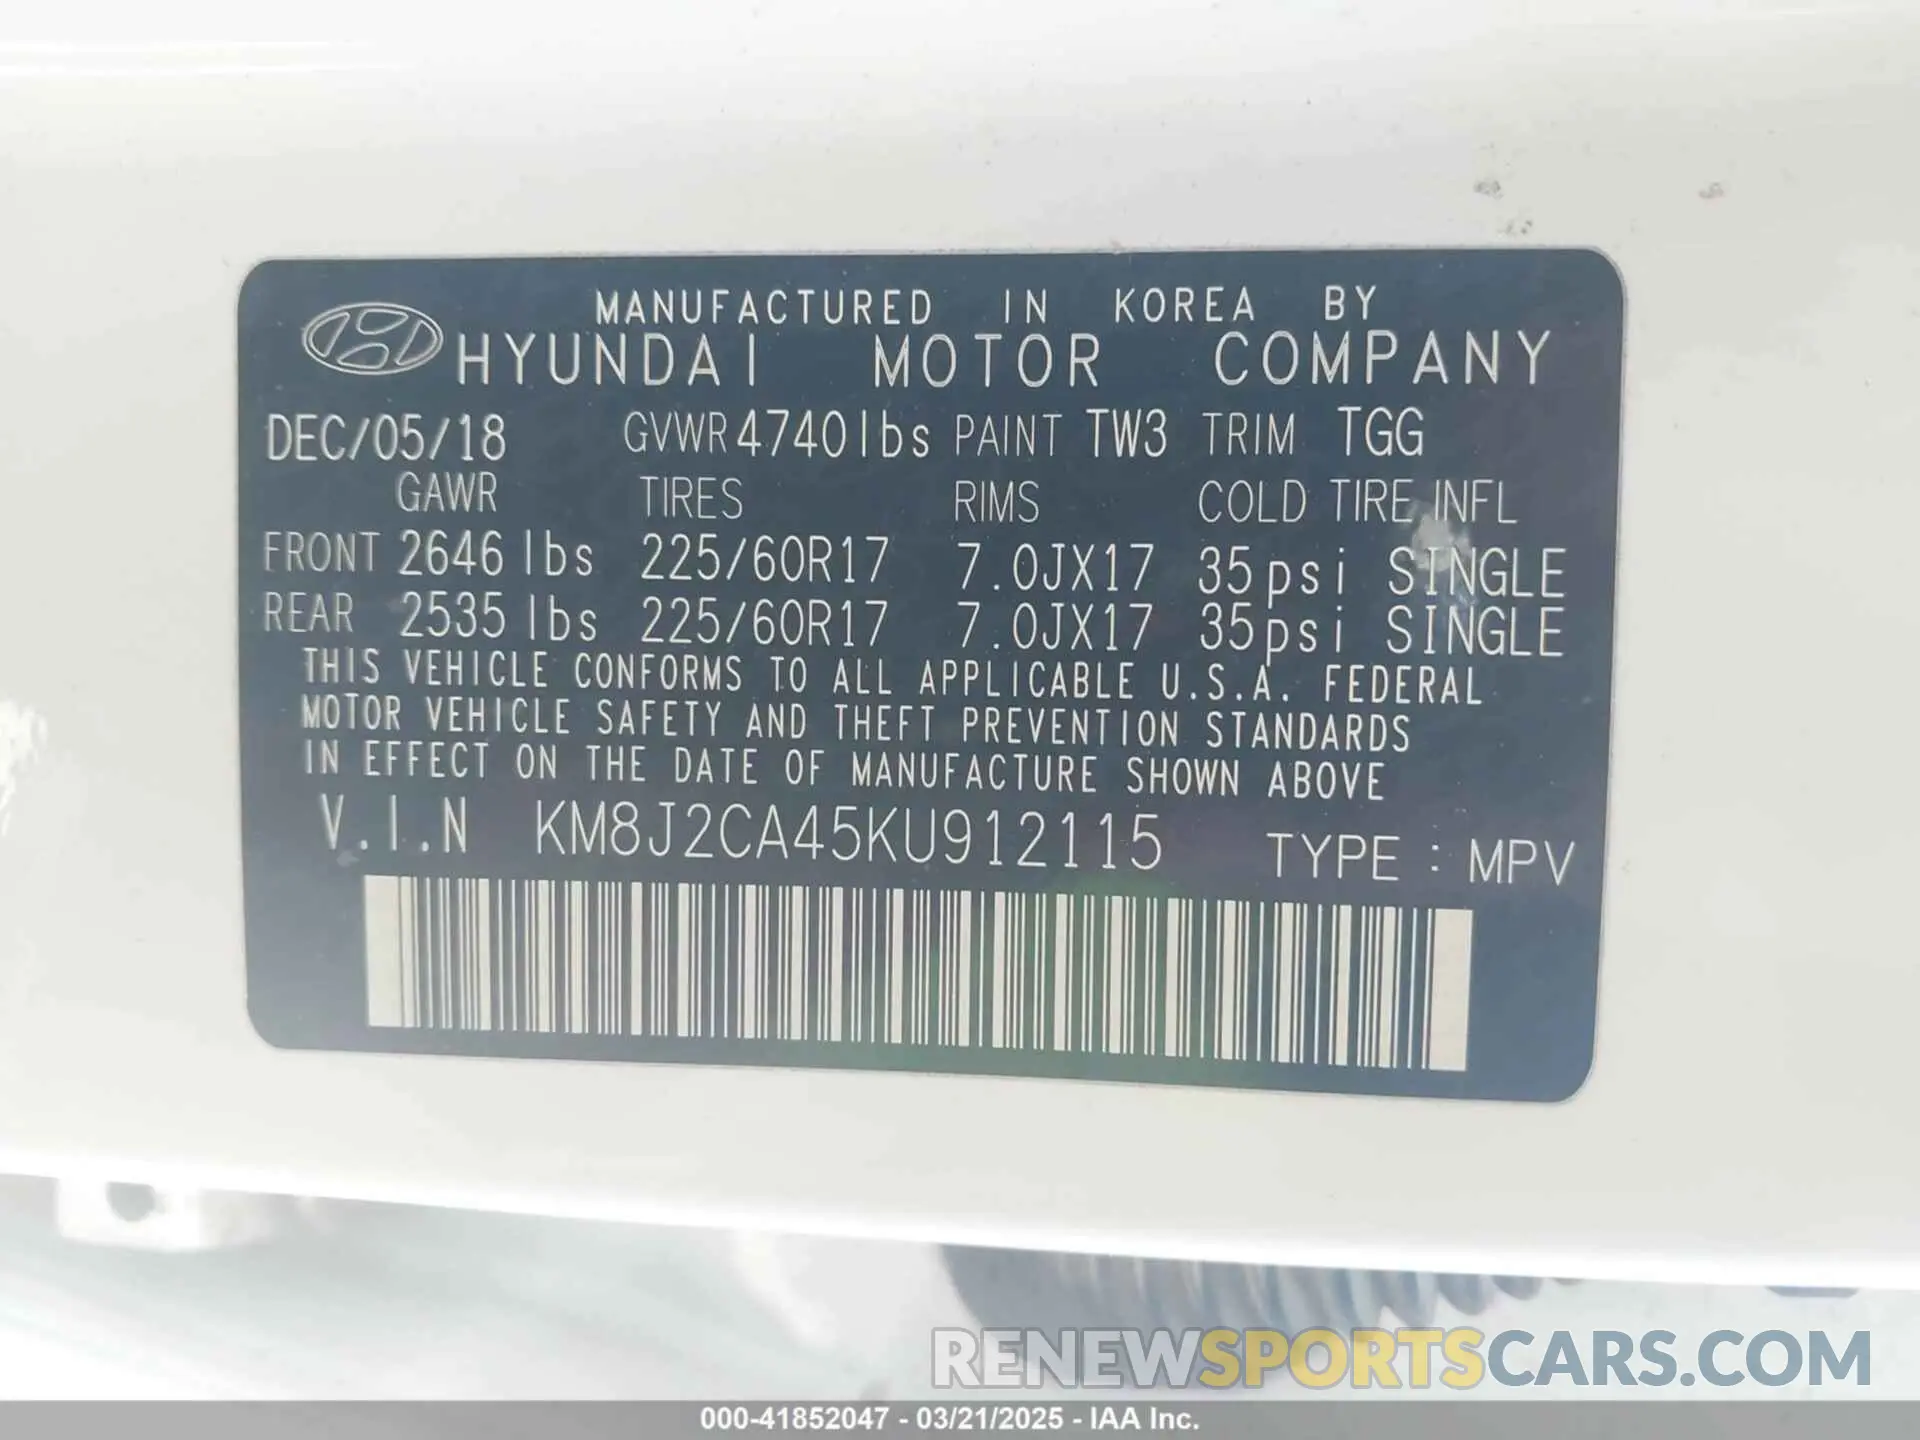 MANUFACTURED IN KOREA BY
HYUNDAI MOTOR COMPANY
DEC/05/18 GVWR 4740lbs PAINT TW3 TRIM TGG
GAWR TIRES RIMS COLD TIRE INFL
FRONT 2646 lbs 225/60R17 7.0JX17 35psi SINGLE
REAR 2535 lbs 225/60R17 7.0JX17 35psi SINGLE
THIS VEHICLE CONFORMS TO ALL APPLICABLE U.S.A. FEDERAL
MOTOR VEHICLE SAFETY AND THEFT PREVENTION STANDARDS
IN EFFECT ON THE DATE OF MANUFACTURE SHOWN ABOVE
V.I.N KM8J2CA45KU912115 TYPE : MPV
RENEWSPORTSCARS.COM
000-41852047 - 03/21/2025 - IAA Inc.